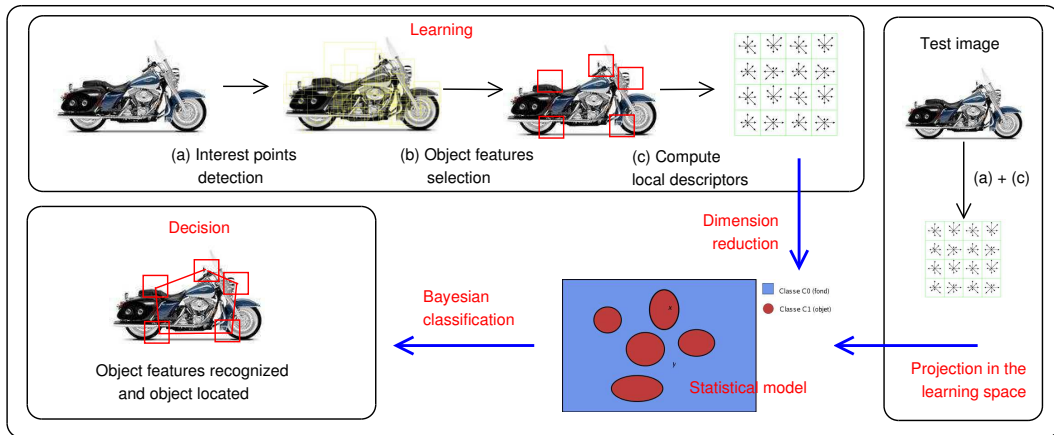 Learning
(a) Interest points
detection
(b) Object features
selection
(c) Compute
local descriptors
Test image
(a) + (c)
Dimension
reduction
Decision
Object features recognized
and object located
Bayesian
classification
Classe C0 (fond)
Classe C1 (objet)
x
y
Statistical model
Projection in the
learning space